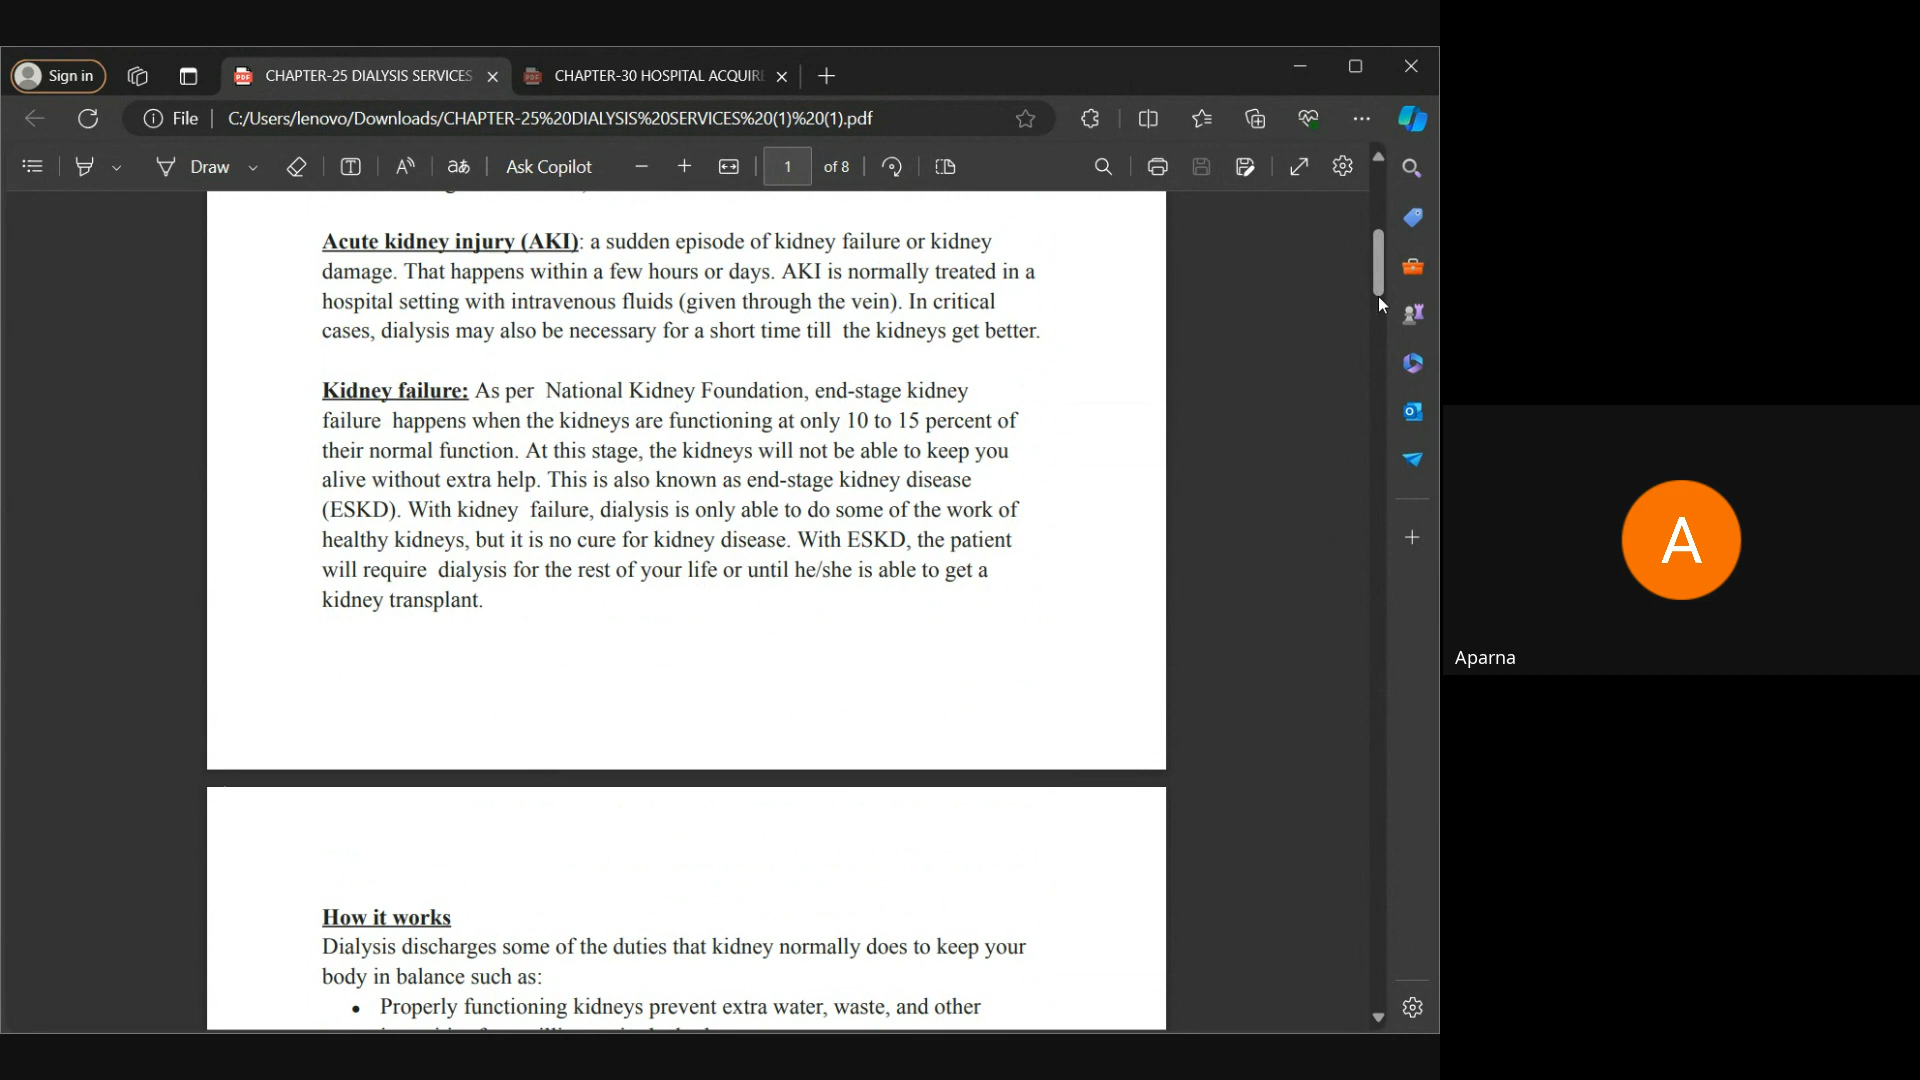 Sign in
CHAPTER-25 DIALYSIS SERVICES
CHAPTER-30 HOSPITAL ACQUIRE
File
C:/Users/lenovo/Downloads/CHAPTER-25%20DIALYSIS%20SERVICES%20(1)%20(1).pdf
Draw
Ask Copilot
1 of 8
Acute kidney injury (AKI): a sudden episode of kidney failure or kidney
damage. That happens within a few hours or days. AKI is normally treated in a
hospital setting with intravenous fluids (given through the vein). In critical
cases, dialysis may also be necessary for a short time till the kidneys get better.
Kidney failure: As per National Kidney Foundation, end-stage kidney
failure happens when the kidneys are functioning at only 10 to 15 percent of
their normal function. At this stage, the kidneys will not be able to keep you
alive without extra help. This is also known as end-stage kidney disease
(ESKD). With kidney failure, dialysis is only able to do some of the work of
healthy kidneys, but it is no cure for kidney disease. With ESKD, the patient
will require dialysis for the rest of your life or until he/she is able to get a
kidney transplant.
How it works
Dialysis discharges some of the duties that kidney normally does to keep your
body in balance such as:
• Properly functioning kidneys prevent extra water, waste, and other
A
Aparna